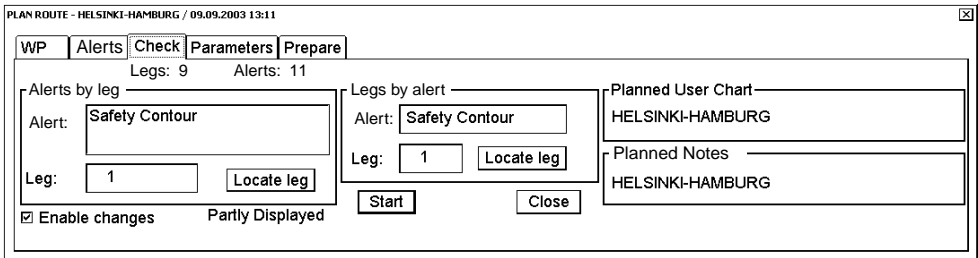 PLAN ROUTE - HELSINKI-HAMBURG / 09.09.2003 13:11
WP Alerts Check Parameters Prepare
Legs: 9 Alerts: 11
Alerts by leg
Alert: Safety Contour
Leg: 1 Locate leg
Enable changes Partly Displayed
Legs by alert
Alert: Safety Contour
Leg: 1 Locate leg
Start Close
Planned User Chart
HELSINKI-HAMBURG
Planned Notes
HELSINKI-HAMBURG